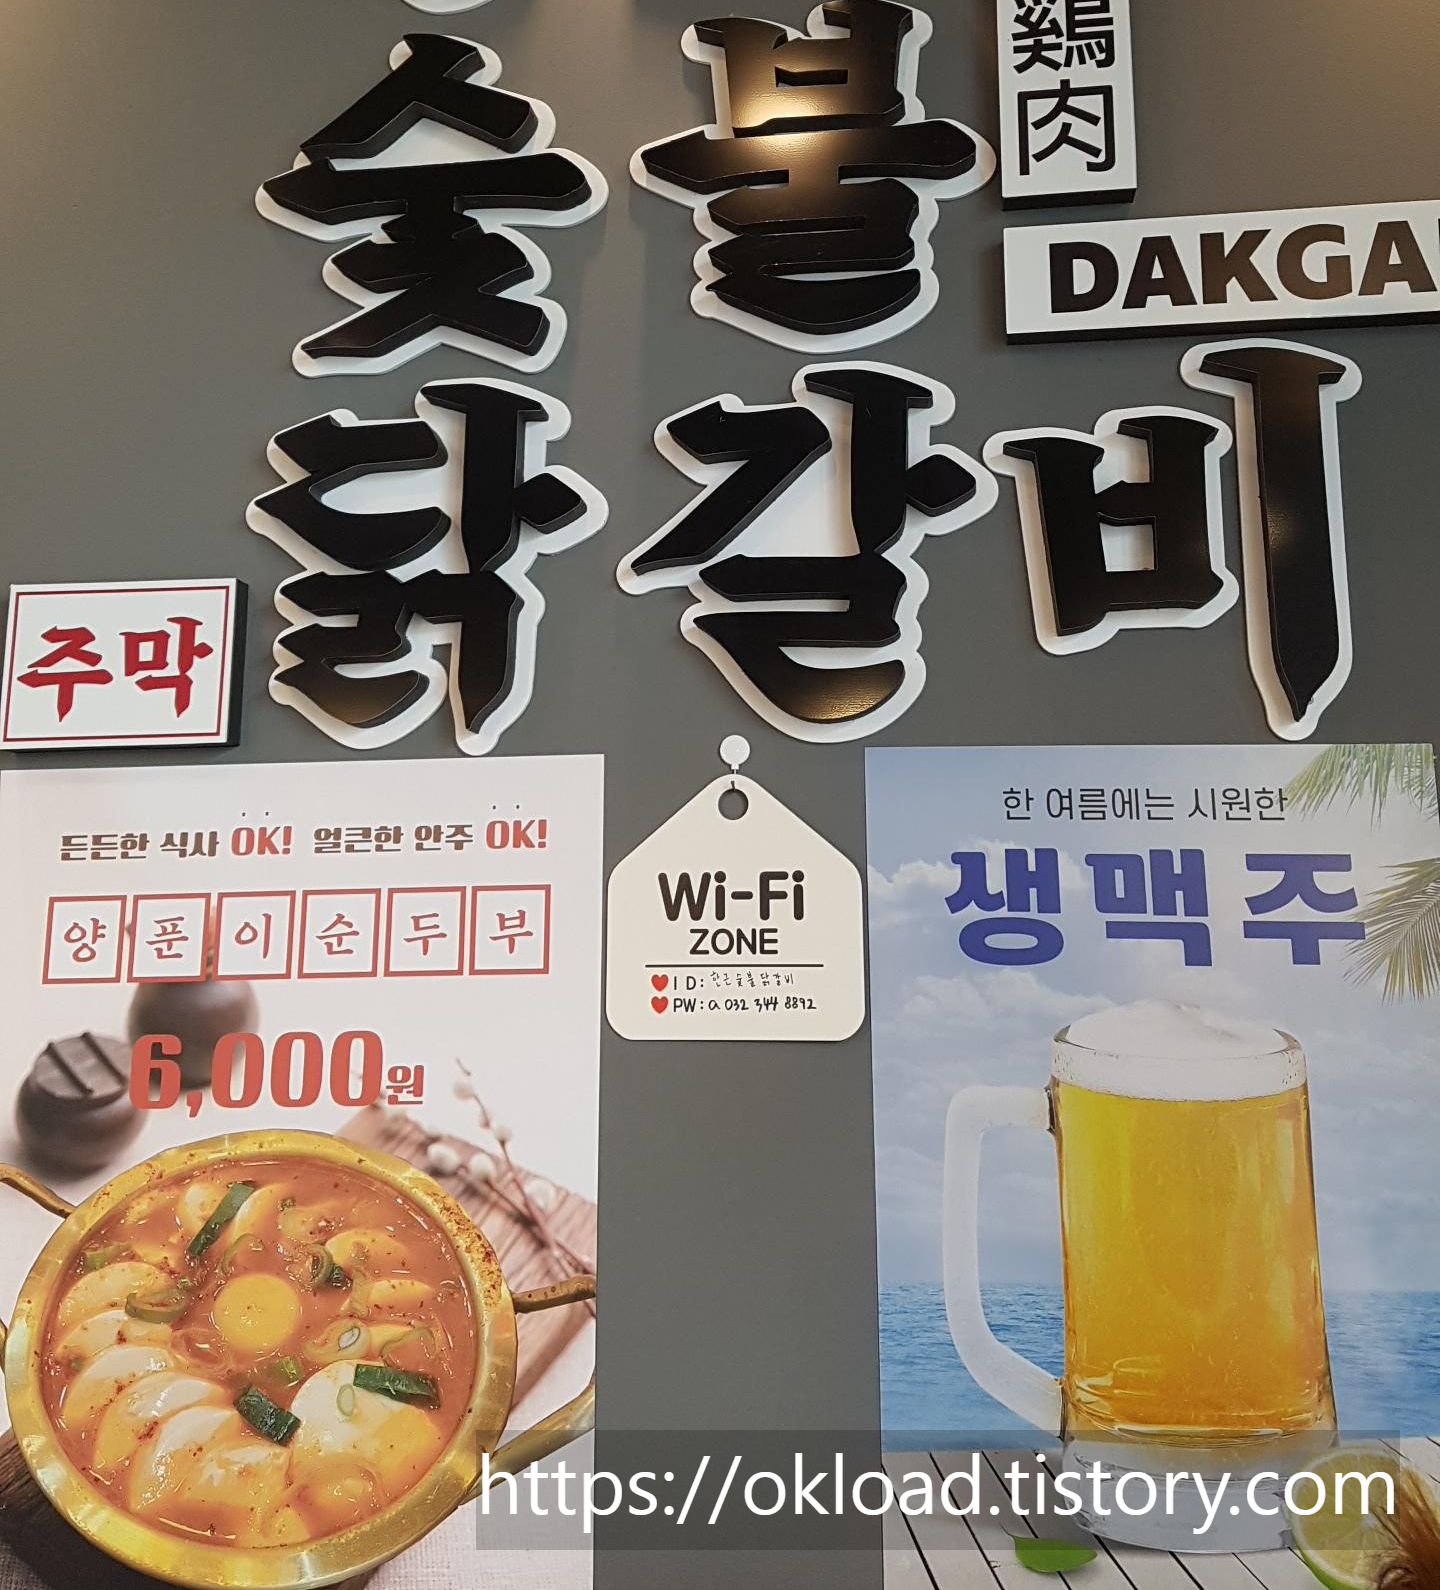 숯불
鷄肉
DAKGA
닭갈비
주막
든든한 식사 OK! 얼큰한 안주 OK!
양푼이순두부
6,000원
Wi-Fi
ZONE
ID: 한근숯불닭갈비
PW: a 032 344 8892
한 여름에는 시원한
생맥주
https://okload.tistory.com